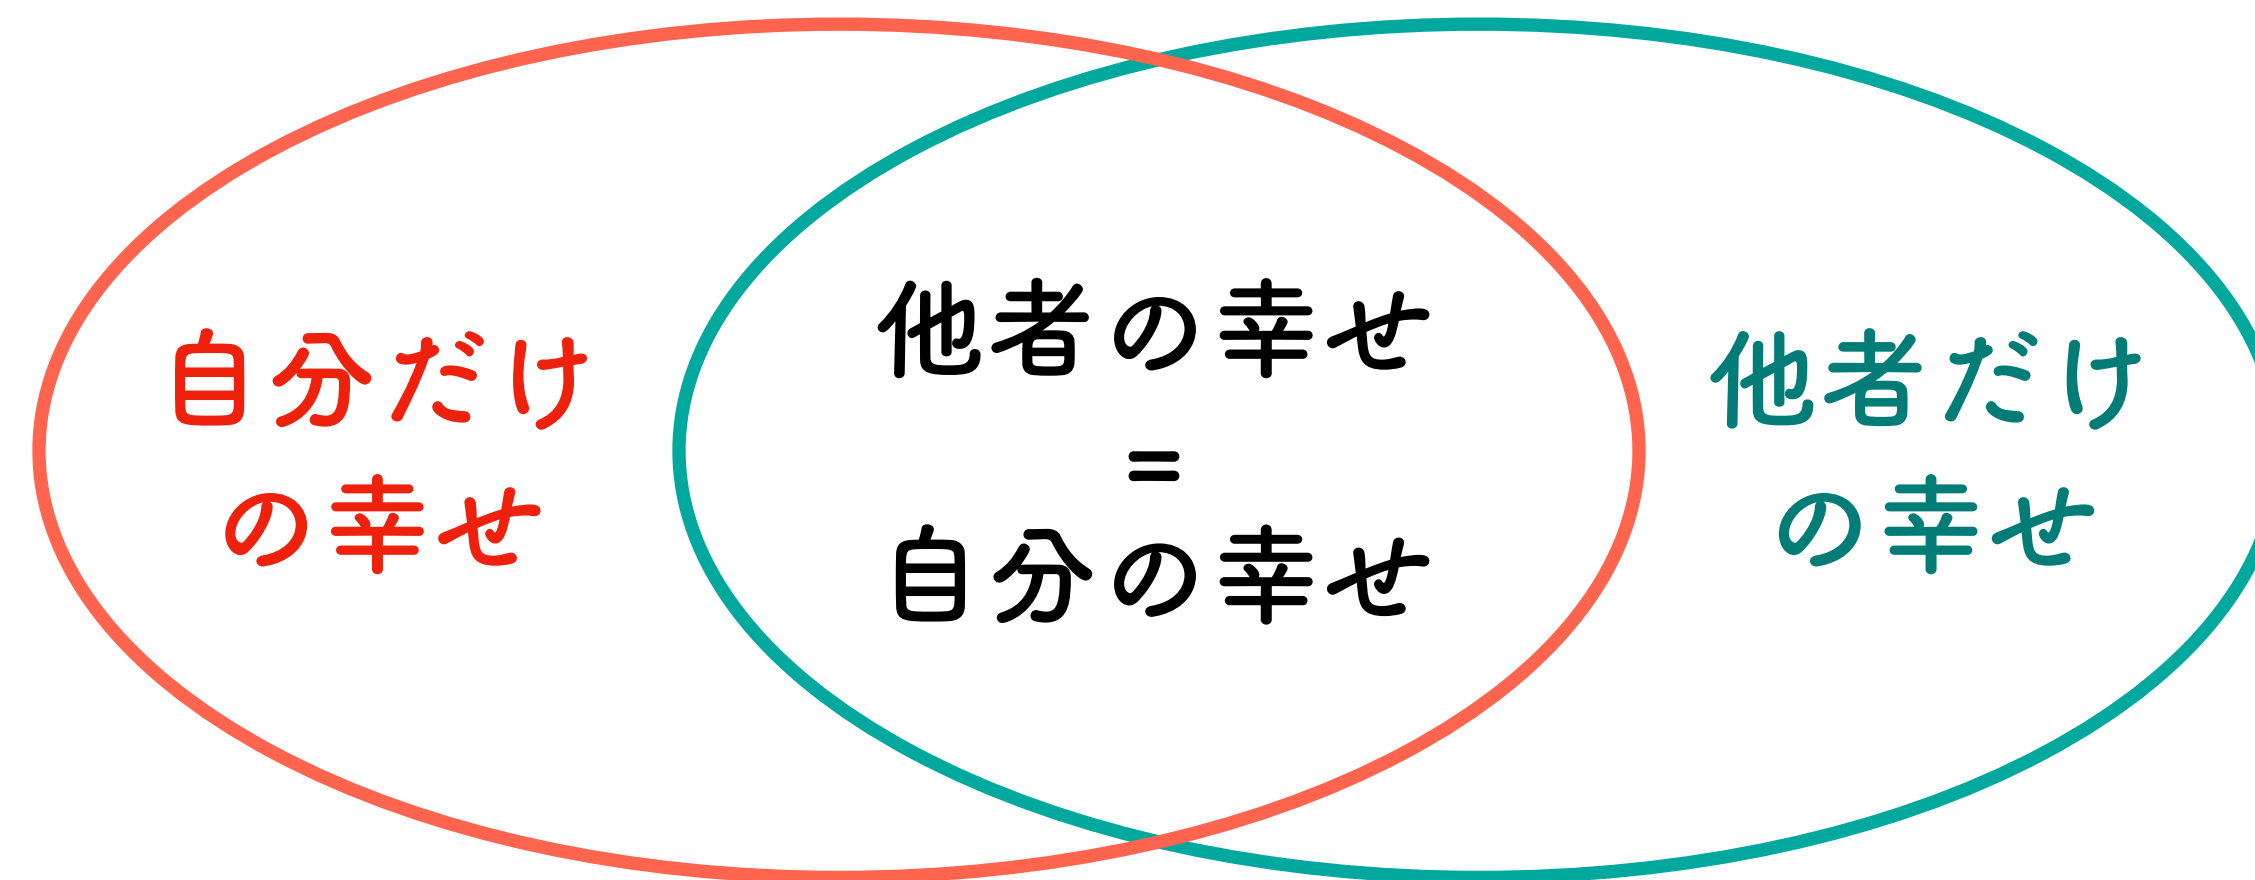 自分だけ
の幸せ
他者の幸せ
=
自分の幸せ
他者だけ
の幸せ